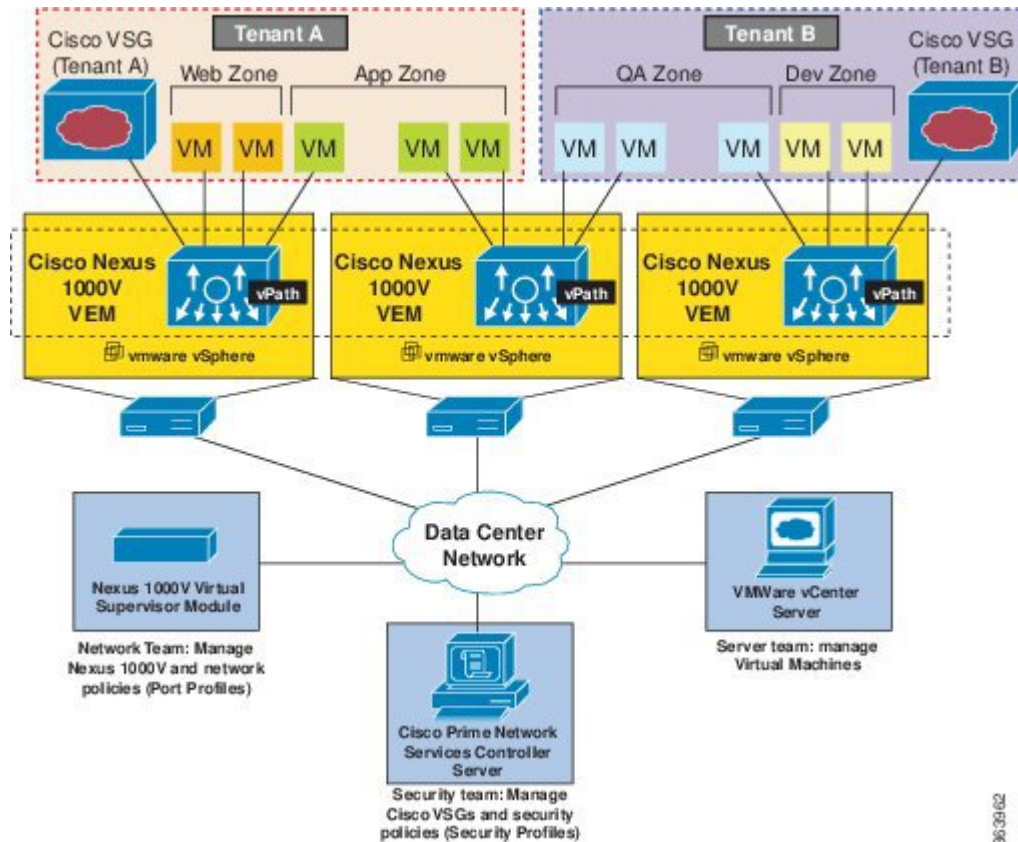 Tenant A
Tenant B
Cisco VSG
(Tenant A)
Web Zone
App Zone
QA Zone
Dev Zone
Cisco VSG
(Tenant B)
VM
VM
VM
VM
VM
VM
VM
VM
VM
VM
Cisco Nexus
1000V
VEM
vPath
vmware vSphere
Cisco Nexus
1000V
VEM
vPath
vmware vSphere
Cisco Nexus
1000V
VEM
vPath
vmware vSphere
Data Center
Network
Nexus 1000V Virtual
Supervisor Module
Network Team: Manage
Nexus 1000V and network
policies (Port Profiles)
VMWare vCenter
Server
Server team: manage
Virtual Machines
Cisco Prime Network
Services Controller
Server
Security team: Manage
Cisco VSGs and security
policies (Security Profiles)
363962